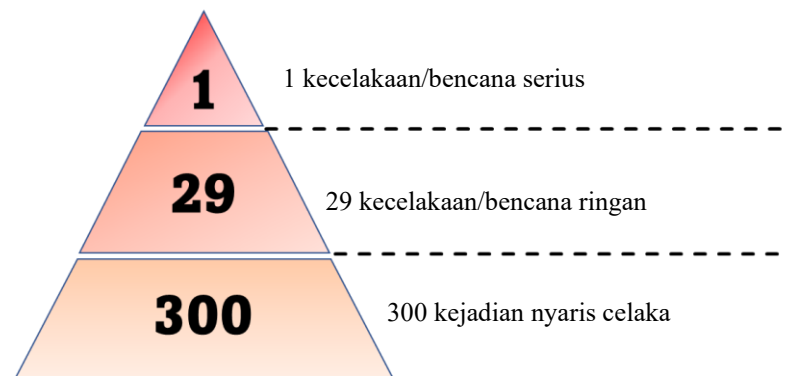 1
1 kecelakaan/bencana serius
29
29 kecelakaan/bencana ringan
300
300 kejadian nyaris celaka